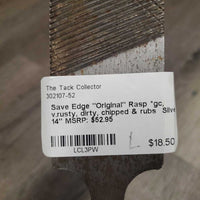 The Tack Collector
302107-52
Save Edge "Original" Rasp *gc,
v.rusty, dirty, chipped & rubs
14" MSRP: $52.95
LCL3PW
$18.50